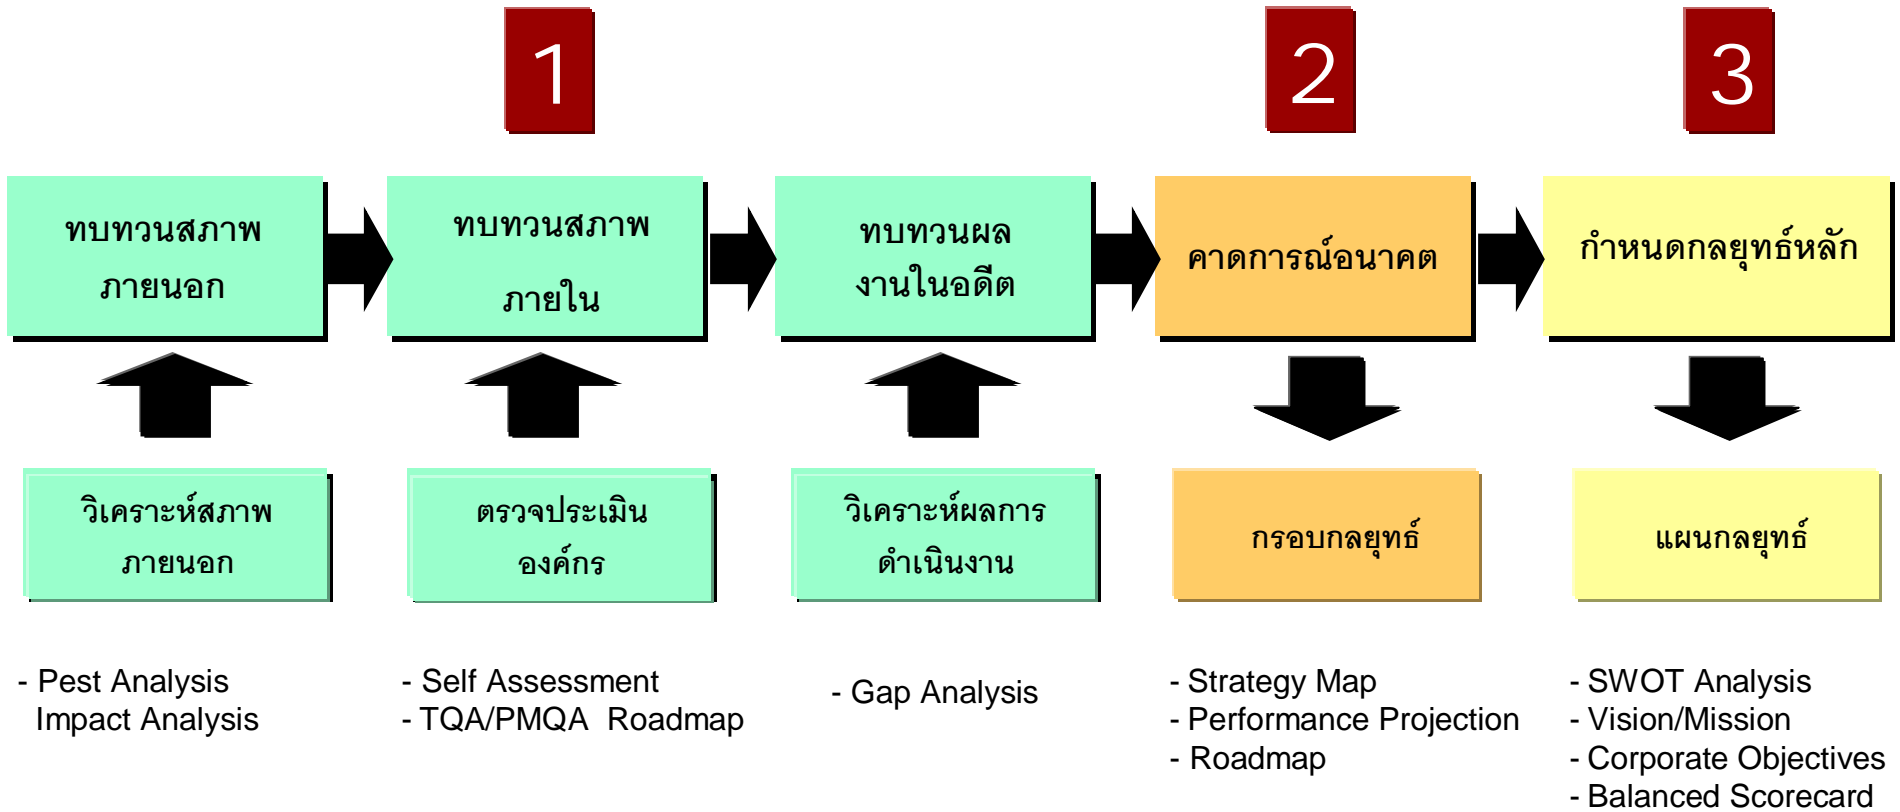 1
2
3
ทบทวนสภาพ
ภายนอก
ทบทวนสภาพ
ภายใน
ทบทวนผล
งานในอดีต
คาดการณ์อนาคต
กำหนดกลยุทธ์หลัก
วิเคราะห์สภาพ
ภายนอก
ตรวจประเมิน
องค์กร
วิเคราะห์ผลการ
ดำเนินงาน
กรอบกลยุทธ์
แผนกลยุทธ์
- Pest Analysis
Impact Analysis
- Self Assessment
- TQA/PMQA Roadmap
- Gap Analysis
- Strategy Map
- Performance Projection
- Roadmap
- SWOT Analysis
- Vision/Mission
- Corporate Objectives
- Balanced Scorecard